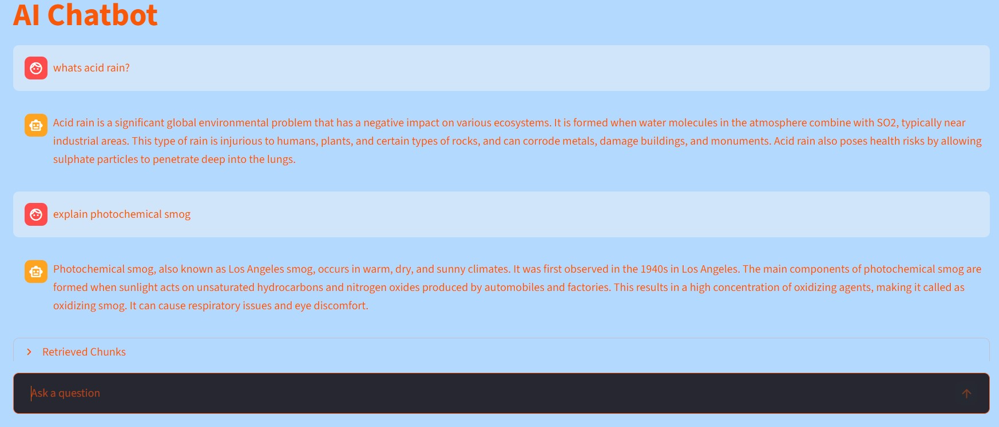 AI Chatbot
whats acid rain?
Acid rain is a significant global environmental problem that has a negative impact on various ecosystems. It is formed when water molecules in the atmosphere combine with SO2, typically near
industrial areas. This type of rain is injurious to humans, plants, and certain types of rocks, and can corrode metals, damage buildings, and monuments. Acid rain also poses health risks by allowing
sulphate particles to penetrate deep into the lungs.
explain photochemical smog
Photochemical smog, also known as Los Angeles smog, occurs in warm, dry, and sunny climates. It was first observed in the 1940s in Los Angeles. The main components of photochemical smog are
formed when sunlight acts on unsaturated hydrocarbons and nitrogen oxides produced by automobiles and factories. This results in a high concentration of oxidizing agents, making it called as
oxidizing smog. It can cause respiratory issues and eye discomfort.
Retrieved Chunks
Ask a question